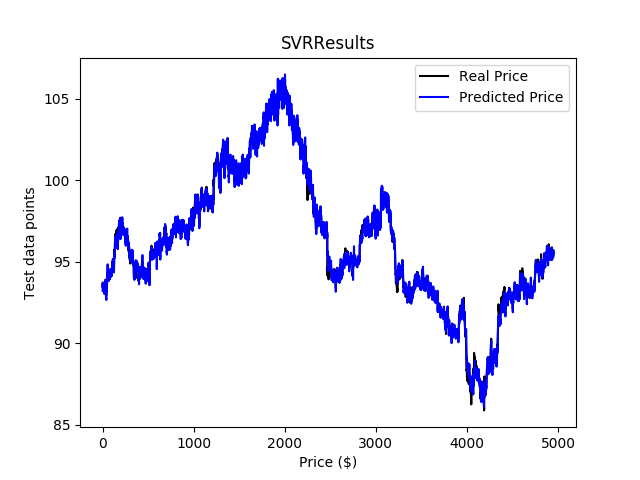 SVRResults
Real Price
Predicted Price
105
100
95
90
85
Test data points
0 1000 2000 3000 4000 5000
Price ($)